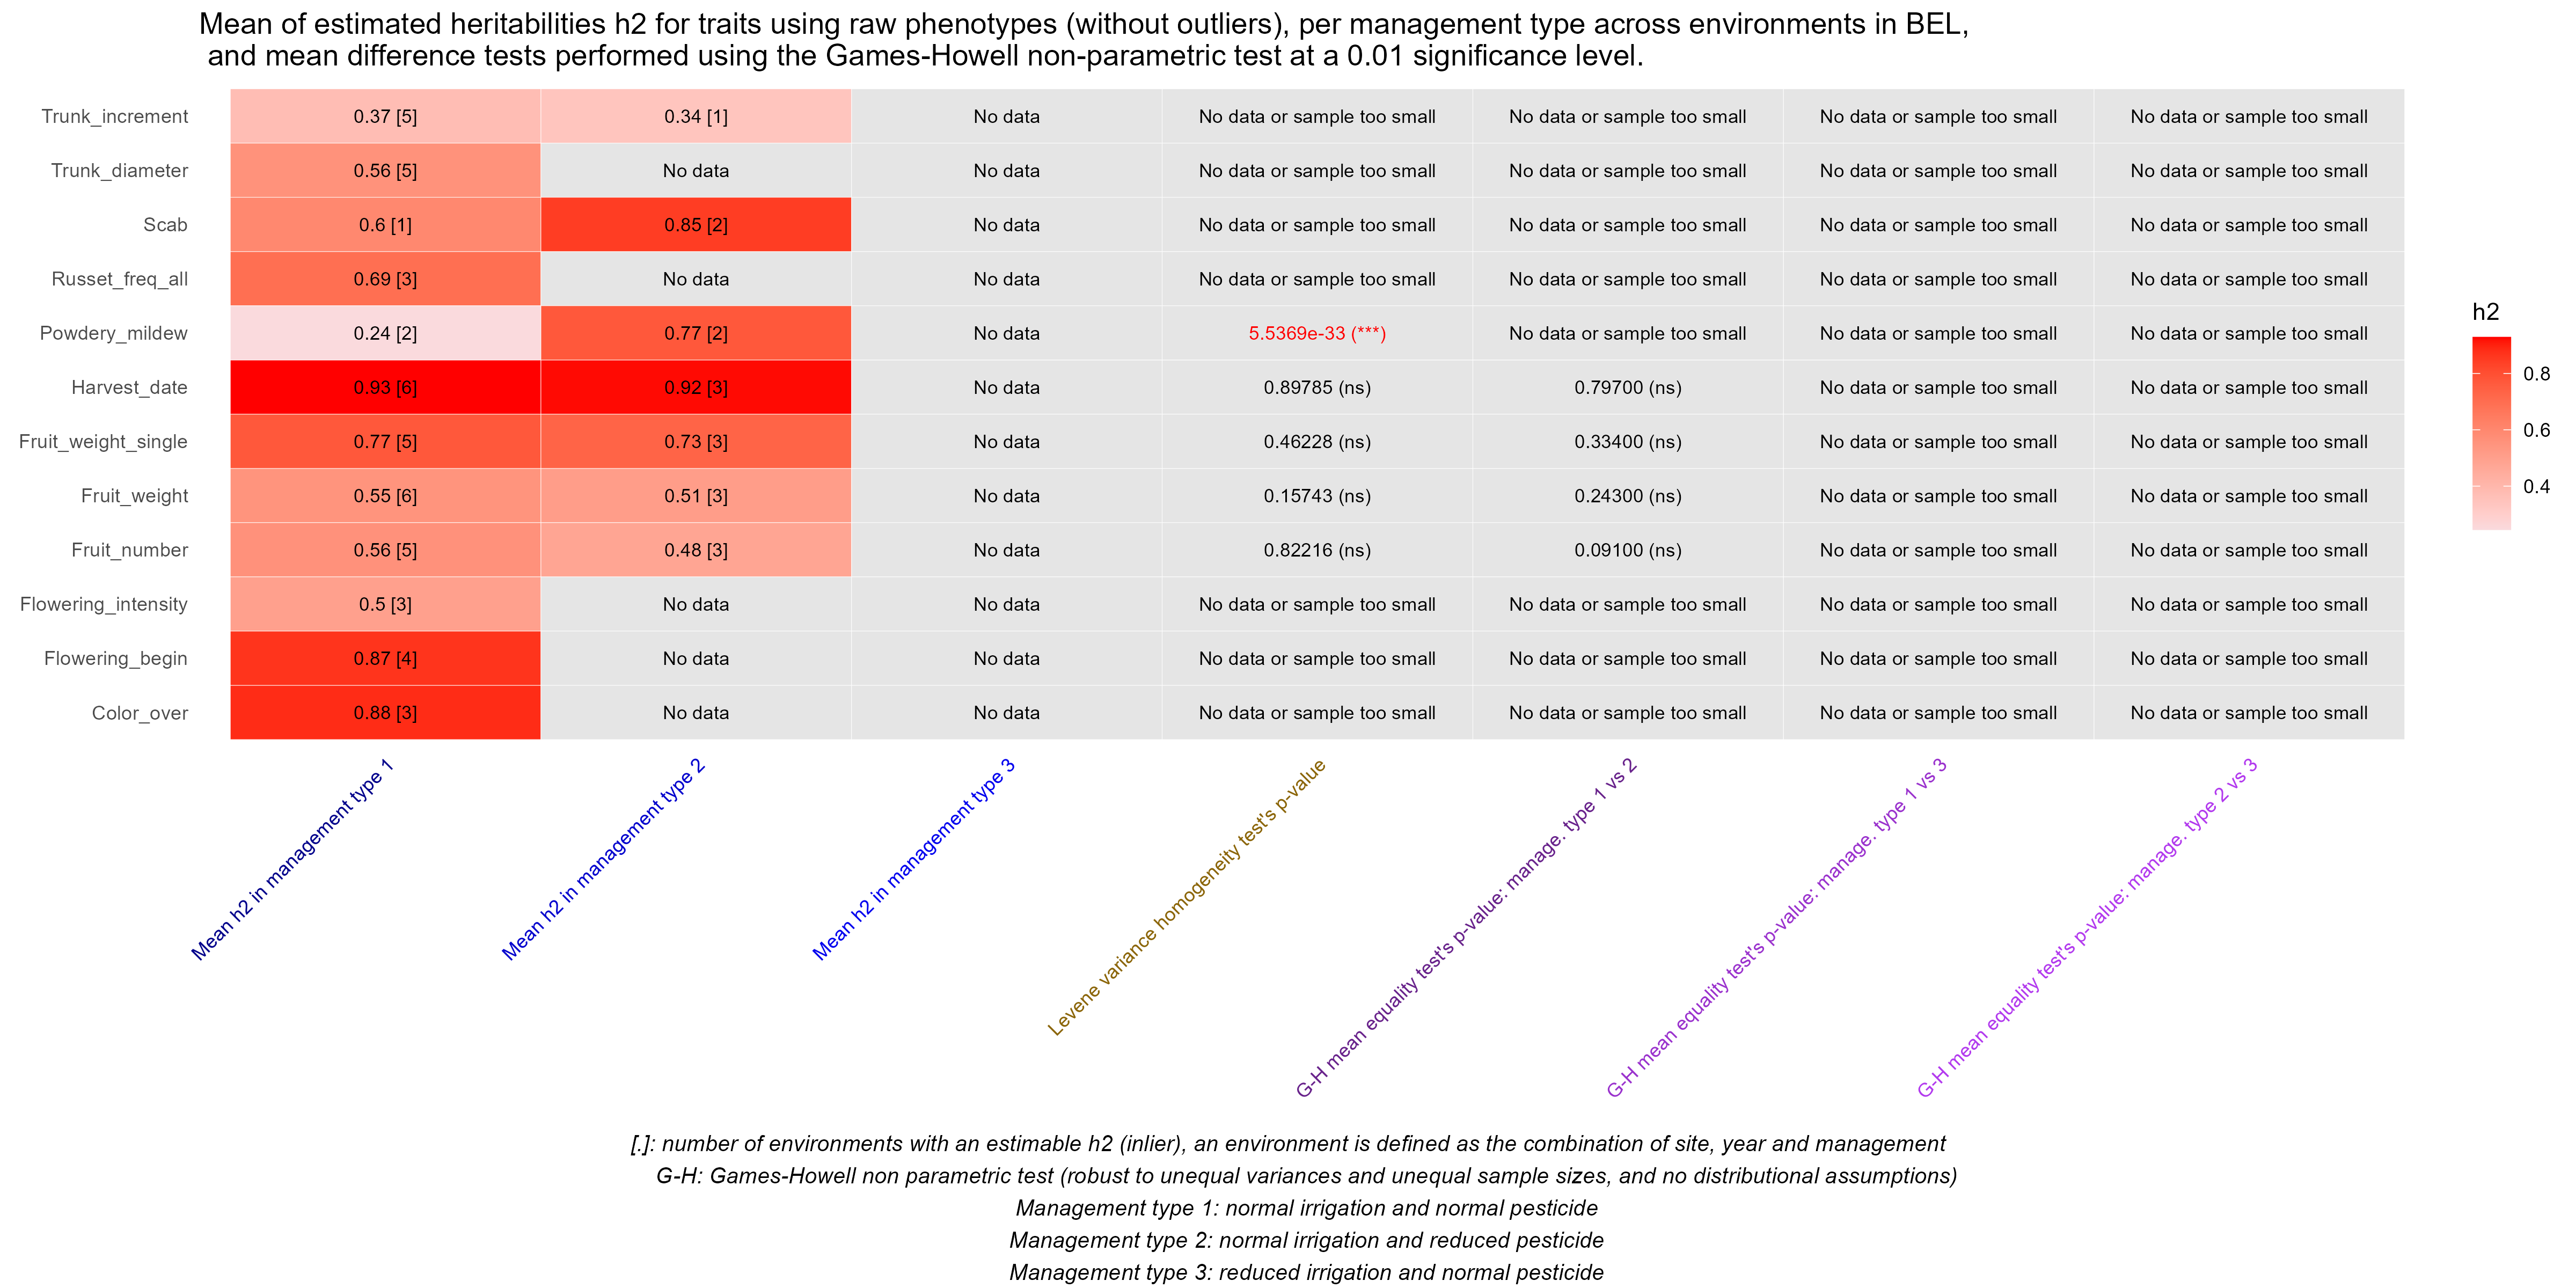 Mean of estimated heritabilities h2 for traits using raw phenotypes (without outliers), per management type across environments in BEL,
and mean difference tests performed using the Games-Howell non-parametric test at a 0.01 significance level.
Trunk_increment 0.37 [5] 0.34 [1] No data No data or sample too small No data or sample too small No data or sample too small No data or sample too small
Trunk_diameter 0.56 [5] No data No data No data or sample too small No data or sample too small No data or sample too small No data or sample too small
Scab 0.6 [1] 0.85 [2] No data No data or sample too small No data or sample too small No data or sample too small No data or sample too small
Russet_freq_all 0.69 [3] No data No data No data or sample too small No data or sample too small No data or sample too small No data or sample too small
Powdery_mildew 0.24 [2] 0.77 [2] No data 5.5369e-33 (***) No data or sample too small No data or sample too small No data or sample too small
Harvest_date 0.93 [6] 0.92 [3] No data 0.89785 (ns) 0.79700 (ns) No data or sample too small No data or sample too small
Fruit_weight_single 0.77 [5] 0.73 [3] No data 0.46228 (ns) 0.33400 (ns) No data or sample too small No data or sample too small
Fruit_weight 0.55 [6] 0.51 [3] No data 0.15743 (ns) 0.24300 (ns) No data or sample too small No data or sample too small
Fruit_number 0.56 [5] 0.48 [3] No data 0.82216 (ns) 0.09100 (ns) No data or sample too small No data or sample too small
Flowering_intensity 0.5 [3] No data No data No data or sample too small No data or sample too small No data or sample too small No data or sample too small
Flowering_begin 0.87 [4] No data No data No data or sample too small No data or sample too small No data or sample too small No data or sample too small
Color_over 0.88 [3] No data No data No data or sample too small No data or sample too small No data or sample too small No data or sample too small
h2
0.8
0.6
0.4
Mean h2 in management type 1
Mean h2 in management type 2
Mean h2 in management type 3
Levene variance homogeneity test's p-value
G-H mean equality test's p-value: manage. type 1 vs 2
G-H mean equality test's p-value: manage. type 1 vs 3
G-H mean equality test's p-value: manage. type 2 vs 3
[.]: number of environments with an estimable h2 (inlier), an environment is defined as the combination of site, year and management
G-H: Games-Howell non parametric test (robust to unequal variances and unequal sample sizes, and no distributional assumptions)
Management type 1: normal irrigation and normal pesticide
Management type 2: normal irrigation and reduced pesticide
Management type 3: reduced irrigation and normal pesticide